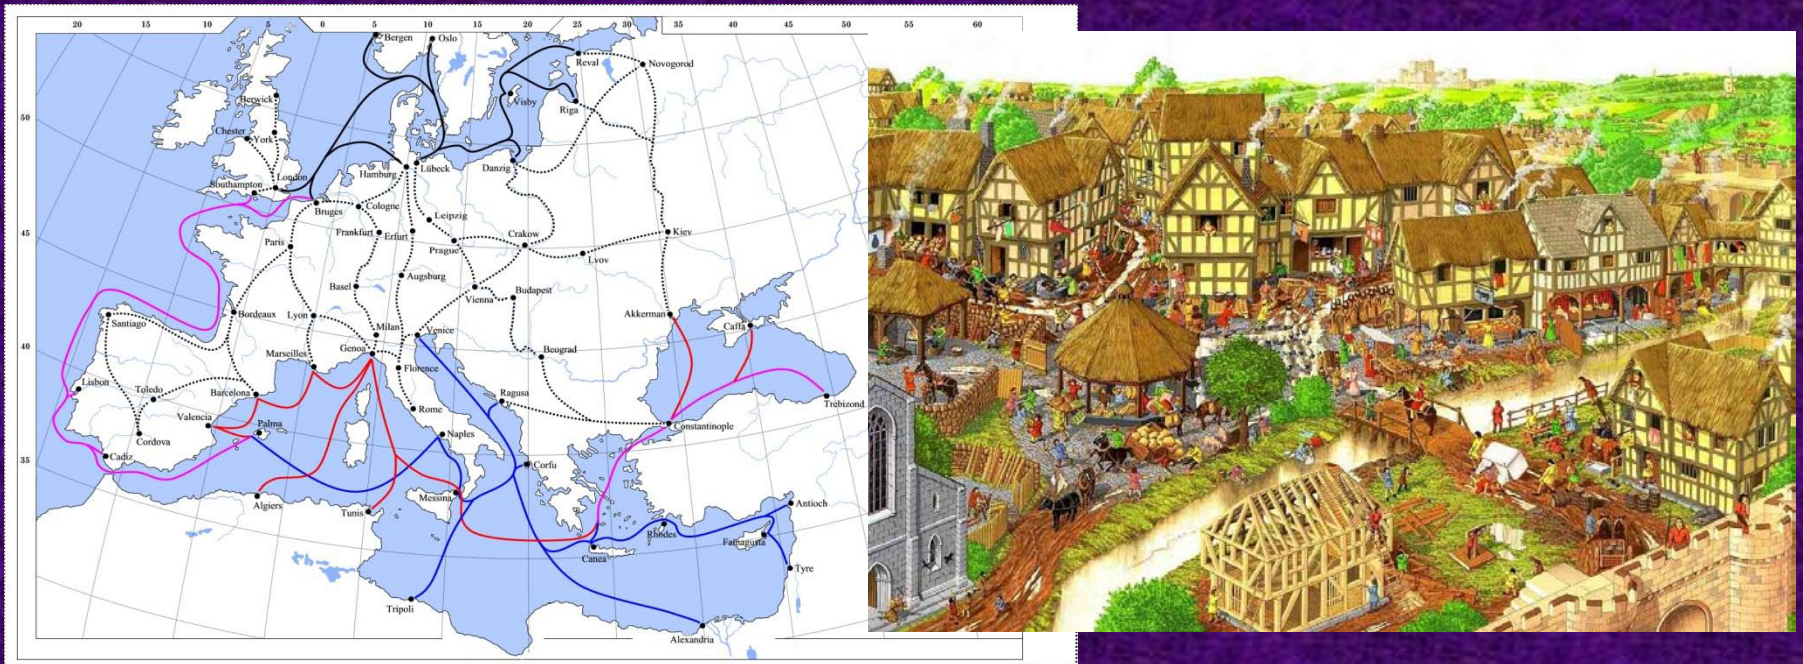 20 15 10 5 0 5 10 15 20 25 30 35 40 45 50 55 60
Bergen
Oslo
Reval
Novogorod
Visby
Riga
Berwick
50
Chester
York
Hamburg
Lübeck
Danzig
London
Southampton
Bruges
Cologne
Leipzig
45
Frankfurt
Erfurt
Crakow
Kiev
Paris
Prague
Lvov
Augsburg
Basel
Vienna
Budapest
Santiago
Bordeaux
Lyon
Akkerman
Caffa
Milan
Venice
40
Genoa
Beograd
Marseilles
Florence
Lisbon
Toledo
Barcelona
Ragusa
Trebizond
Rome
Valencia
Palma
Constantinople
Cordova
Naples
Cadiz
35
Corfu
Messina
Algiers
Antioch
Tunis
Rhodes
Famagusta
Canea
Tyre
Tripoli
Alexandria